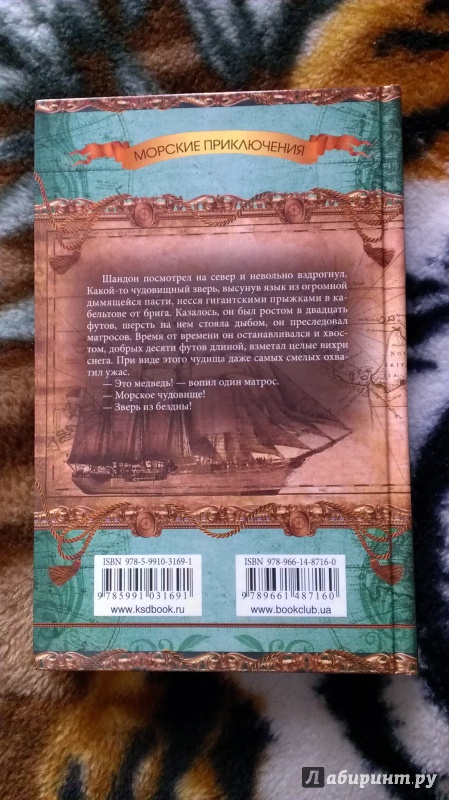 МОРСКИЕ ПРИКЛЮЧЕНИЯ
Шандон посмотрел на север и невольно вздрогнул.
Какой-то чудовищный зверь, высунув язык из огромной
дымящейся пасти, несся гигантскими прыжками в ка-
бельтове от брига. Казалось, он был ростом в двадцать
футов, шерсть на нем стояла дыбом, он преследовал
матросов. Время от времени он останавливался и хвос-
том, добрых десяти футов длиной, взметал целые вихри
снега. При виде этого чудища даже самых смелых охва-
тил ужас.
— Это медведь! — вопил один матрос.
— Морское чудовище!
— Зверь из бездны!
ISBN 978-5-9910-3169-1
9 785991 031691
www.ksdbook.ru
ISBN 978-966-14-8716-0
9 789661 487160
www.bookclub.ua
Лабиринт.ру